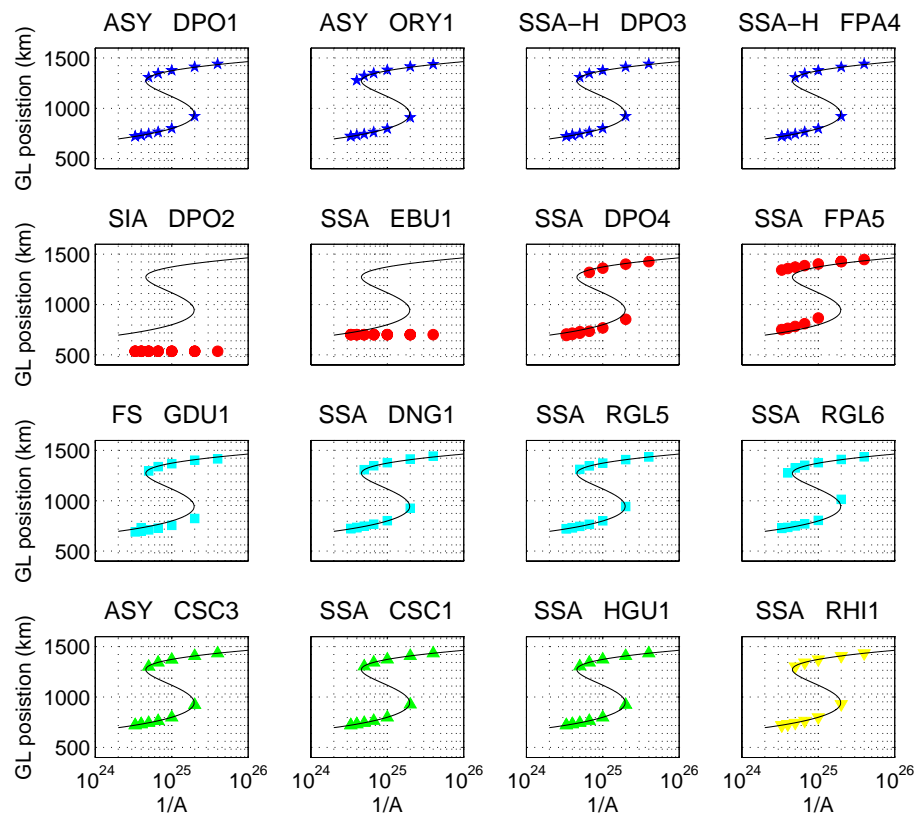 ASY DPO1 ASY ORY1 SSA−H DPO3 SSA−H FPA4
1500
1000
500
GL posistion (km)
SIA DPO2 SSA EBU1 SSA DPO4 SSA FPA5
1500
1000
500
GL posistion (km)
FS GDU1 SSA DNG1 SSA RGL5 SSA RGL6
1500
1000
500
GL posistion (km)
ASY CSC3 SSA CSC1 SSA HGU1 SSA RHI1
1500
1000
500
GL posistion (km)
10^24 10^25 10^26 10^24 10^25 10^26 10^24 10^25 10^26 10^24 10^25 10^26
1/A 1/A 1/A 1/A